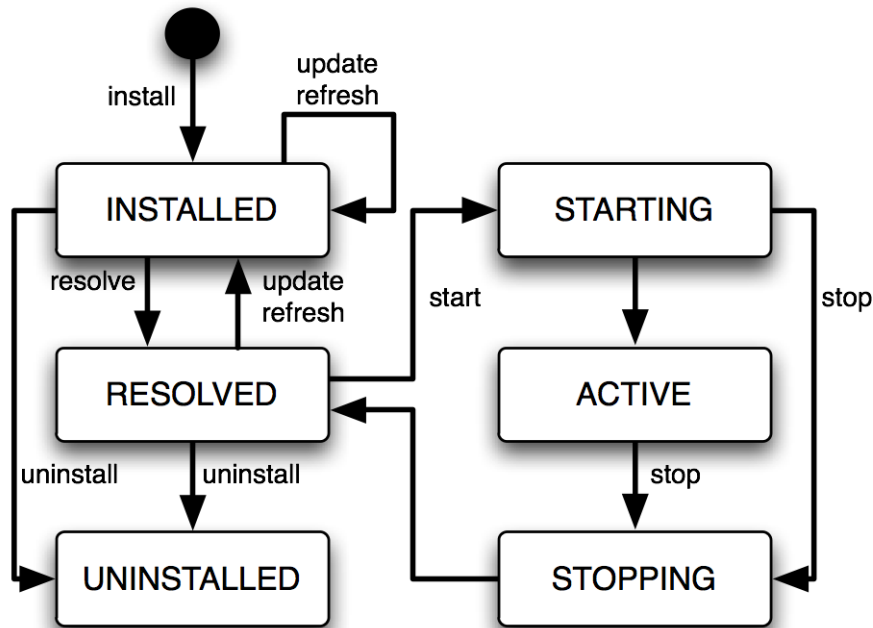 update
refresh
install
INSTALLED
STARTING
resolve
update
refresh
start
stop
RESOLVED
ACTIVE
uninstall
uninstall
stop
UNINSTALLED
STOPPING